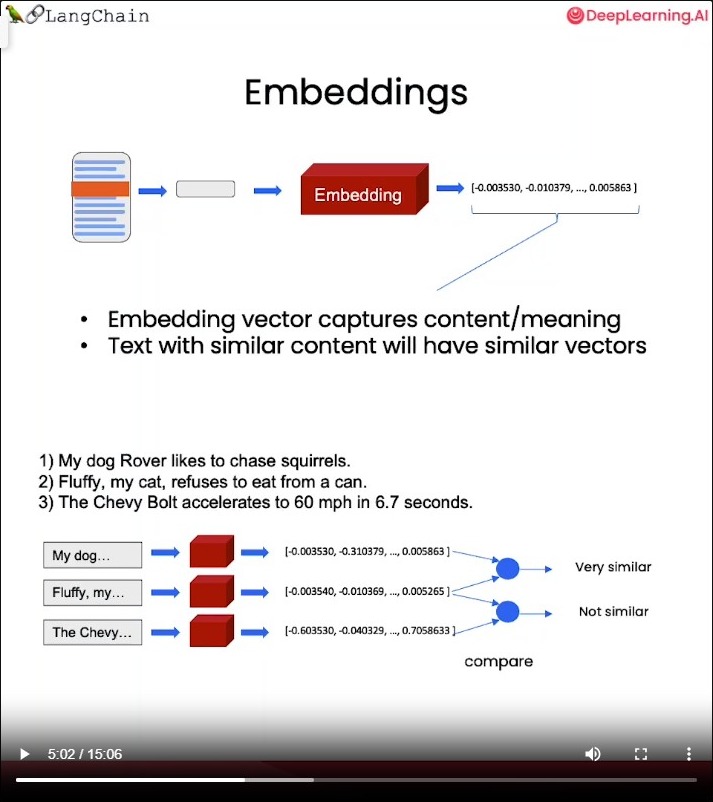 LangChain
DeepLearning.AI
Embeddings
Embedding
[-0.003530, -0.010379, ..., 0.005863 ]
• Embedding vector captures content/meaning
• Text with similar content will have similar vectors
1) My dog Rover likes to chase squirrels.
2) Fluffy, my cat, refuses to eat from a can.
3) The Chevy Bolt accelerates to 60 mph in 6.7 seconds.
My dog...
[-0.003530, -0.310379, ..., 0.005863 ]
Very similar
Fluffy, my...
[-0.003540, -0.010369, ..., 0.005265 ]
Not similar
The Chevy...
[-0.603530, -0.040329, ..., 0.7058633 ]
compare
5:02 / 15:06